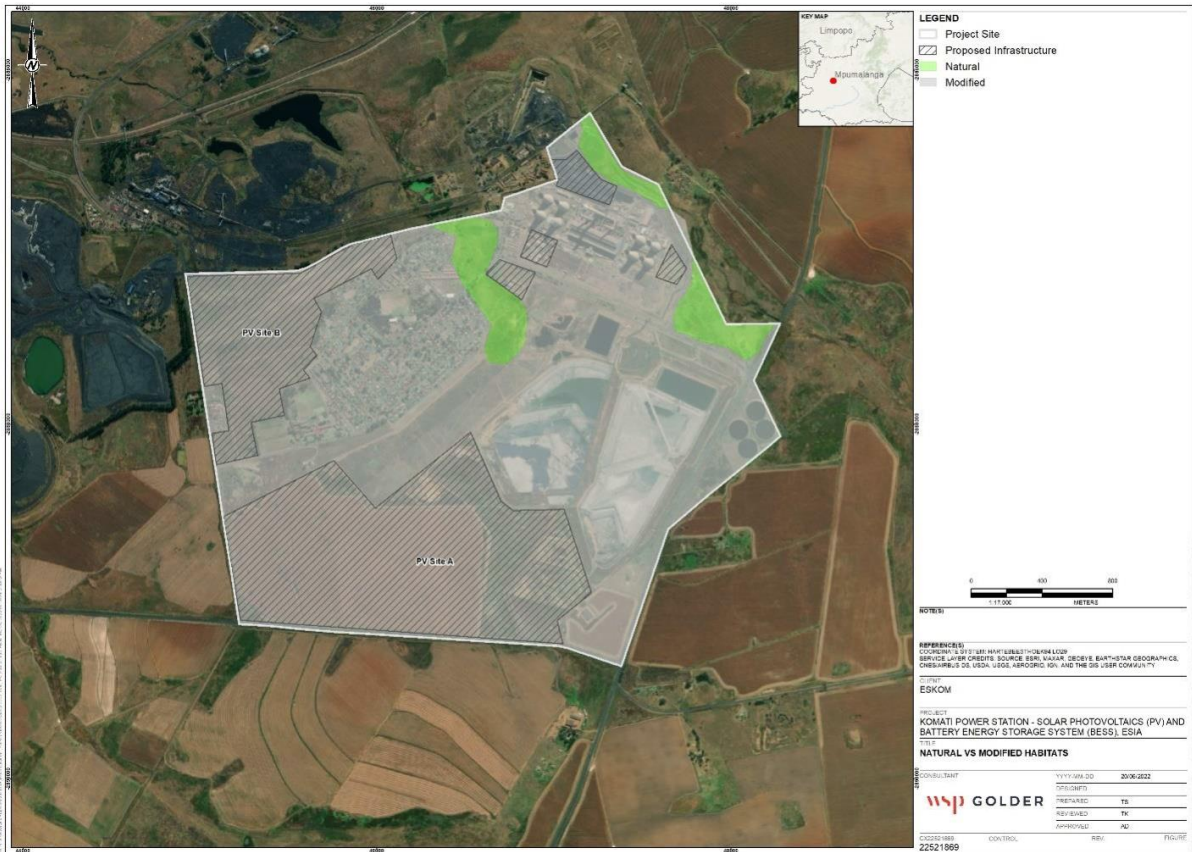 KEY MAP
Limpopo
Mpumalanga
N
PV Site B
PV Site A
LEGEND
Project Site
Proposed Infrastructure
Natural
Modified
0 400 800
1:17 000 METERS
NOTE(S)
REFERENCE(S)
COORDINATE SYSTEM: HARTEBEESTHOEK94 LO29
SERVICE LAYER CREDITS: SOURCE: ESRI, MAXAR, GEOEYE, EARTHSTAR GEOGRAPHICS,
CNES/AIRBUS DS, USDA, USGS, AEROGRID, IGN, AND THE GIS USER COMMUNITY
CLIENT
ESKOM
PROJECT
KOMATI POWER STATION - SOLAR PHOTOVOLTAICS (PV) AND
BATTERY ENERGY STORAGE SYSTEM (BESS), ESIA
TITLE
NATURAL VS MODIFIED HABITATS
CONSULTANT
wsp GOLDER
YYYY-MM-DD 20/06/2022
DESIGNED
PREPARED TS
REVIEWED TK
APPROVED AD
CONTROL REV. FIGURE
22521869